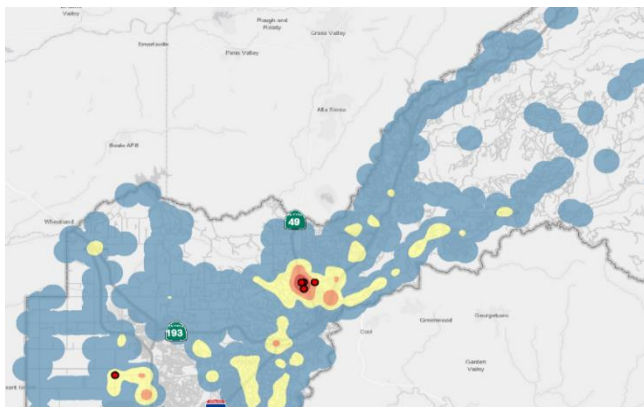 Valley
Rough and
Ready
Grass Valley
Smartsville
Penn Valley
Alta Sierra
Beale AFB
Wheatland
49
193
Cool
Greenwood
Georgetown
Garden
Valley